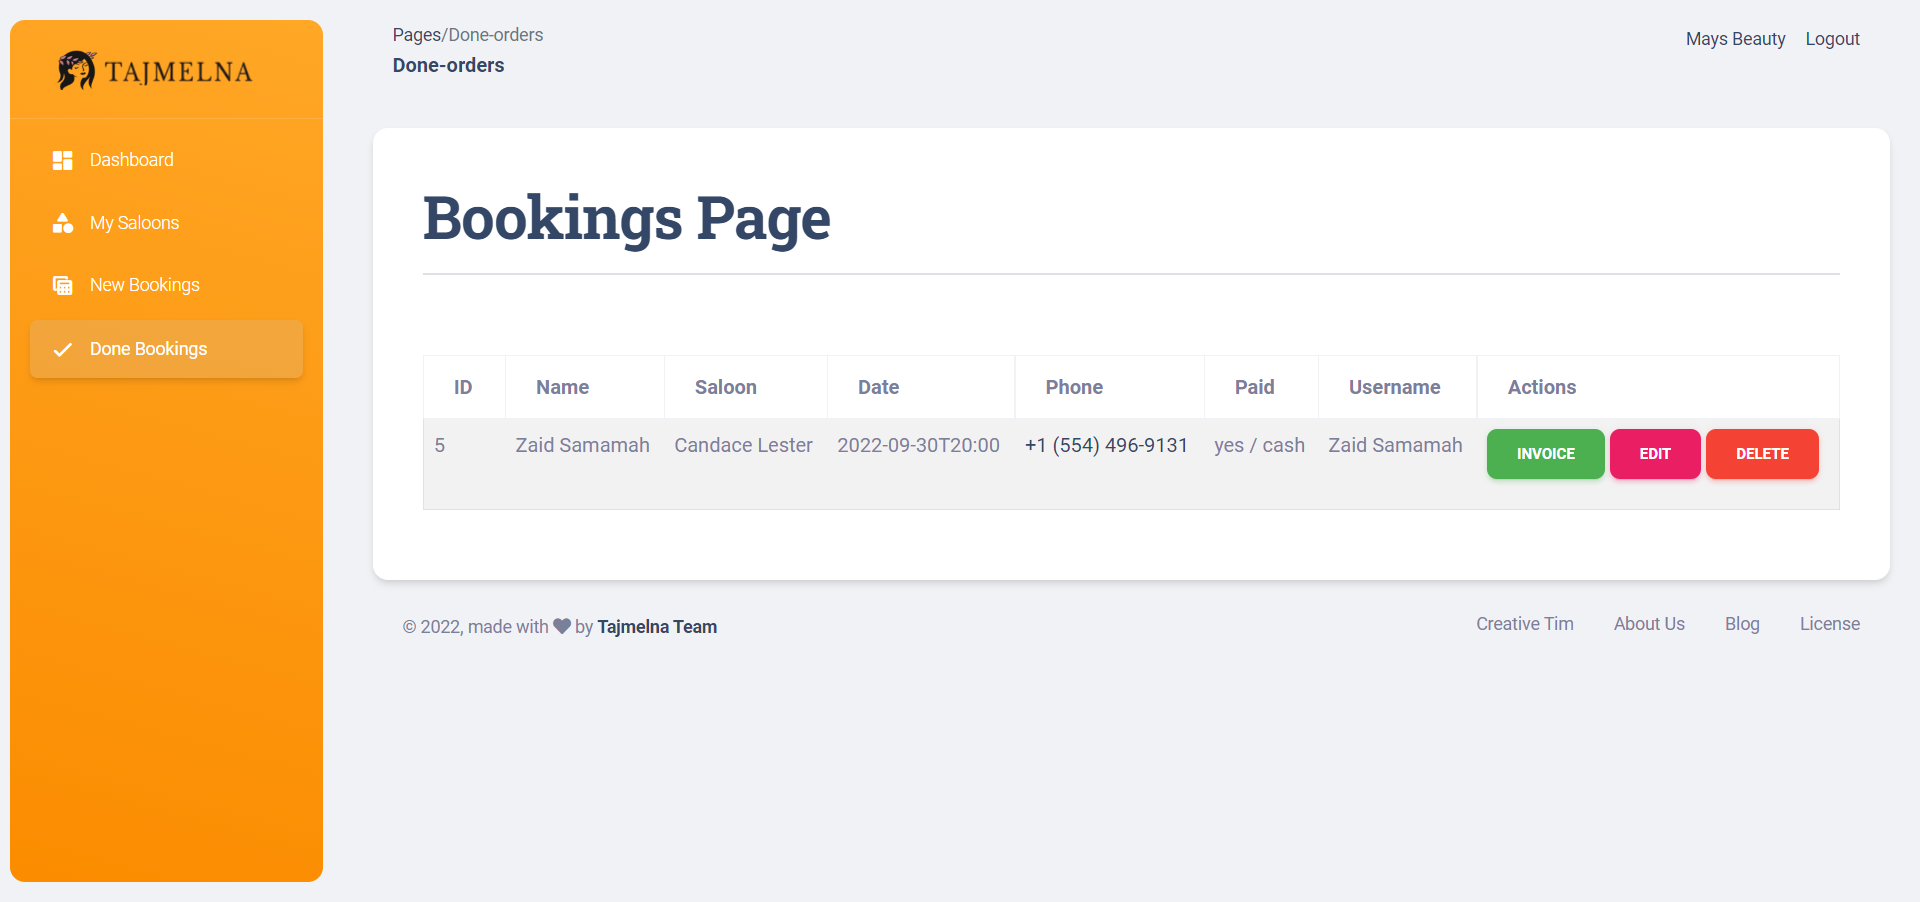 TAJMELNA
Dashboard
My Saloons
New Bookings
Done Bookings
Pages/Done-orders
Done-orders
Mays Beauty Logout
Bookings Page
ID Name Saloon Date Phone Paid Username Actions
5 Zaid Samamah Candace Lester 2022-09-30T20:00 +1 (554) 496-9131 yes / cash Zaid Samamah INVOICE EDIT DELETE
© 2022, made with by Tajmelna Team
Creative Tim About Us Blog License